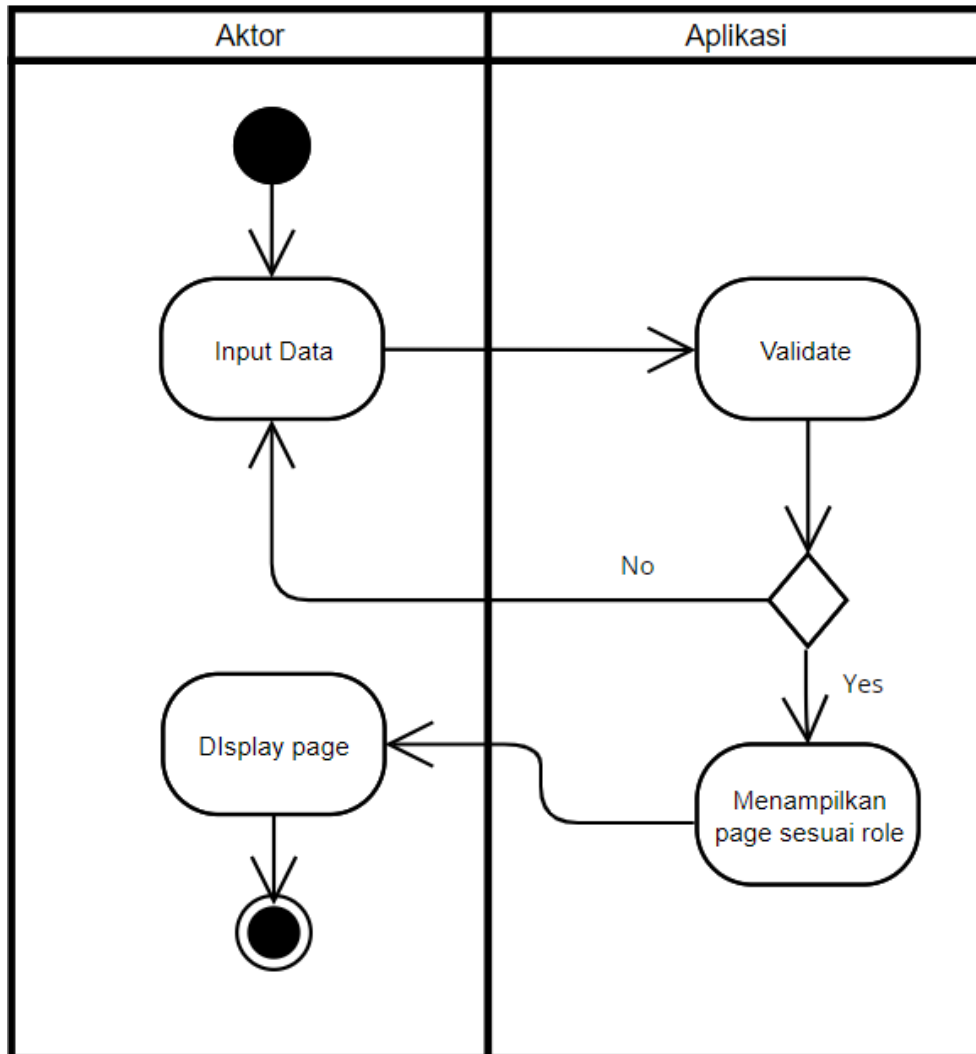 Aktor
Aplikasi
Input Data
Validate
No
Yes
DIsplay page
Menampilkan
page sesuai role